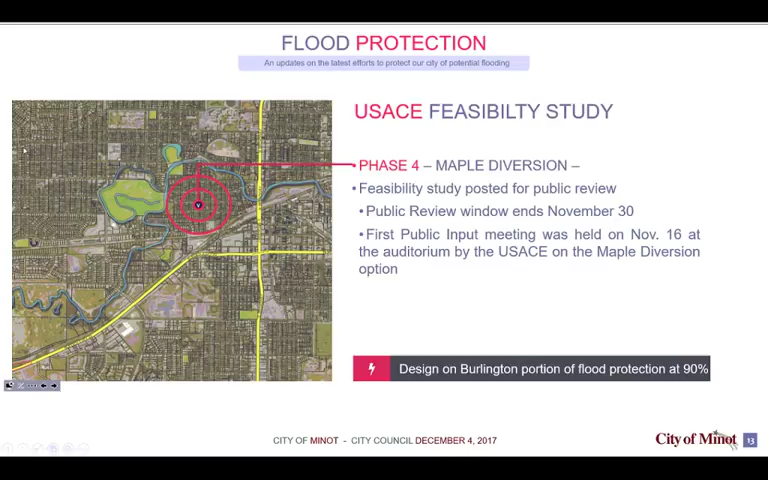 FLOOD PROTECTION
An updates on the latest efforts to protect our city of potential flooding
USACE FEASIBILTY STUDY
• PHASE 4 – MAPLE DIVERSION –
• Feasibility study posted for public review
• Public Review window ends November 30
• First Public Input meeting was held on Nov. 16 at
the auditorium by the USACE on the Maple Diversion
option
Design on Burlington portion of flood protection at 90%
CITY OF MINOT - CITY COUNCIL DECEMBER 4, 2017
City of Minot
13